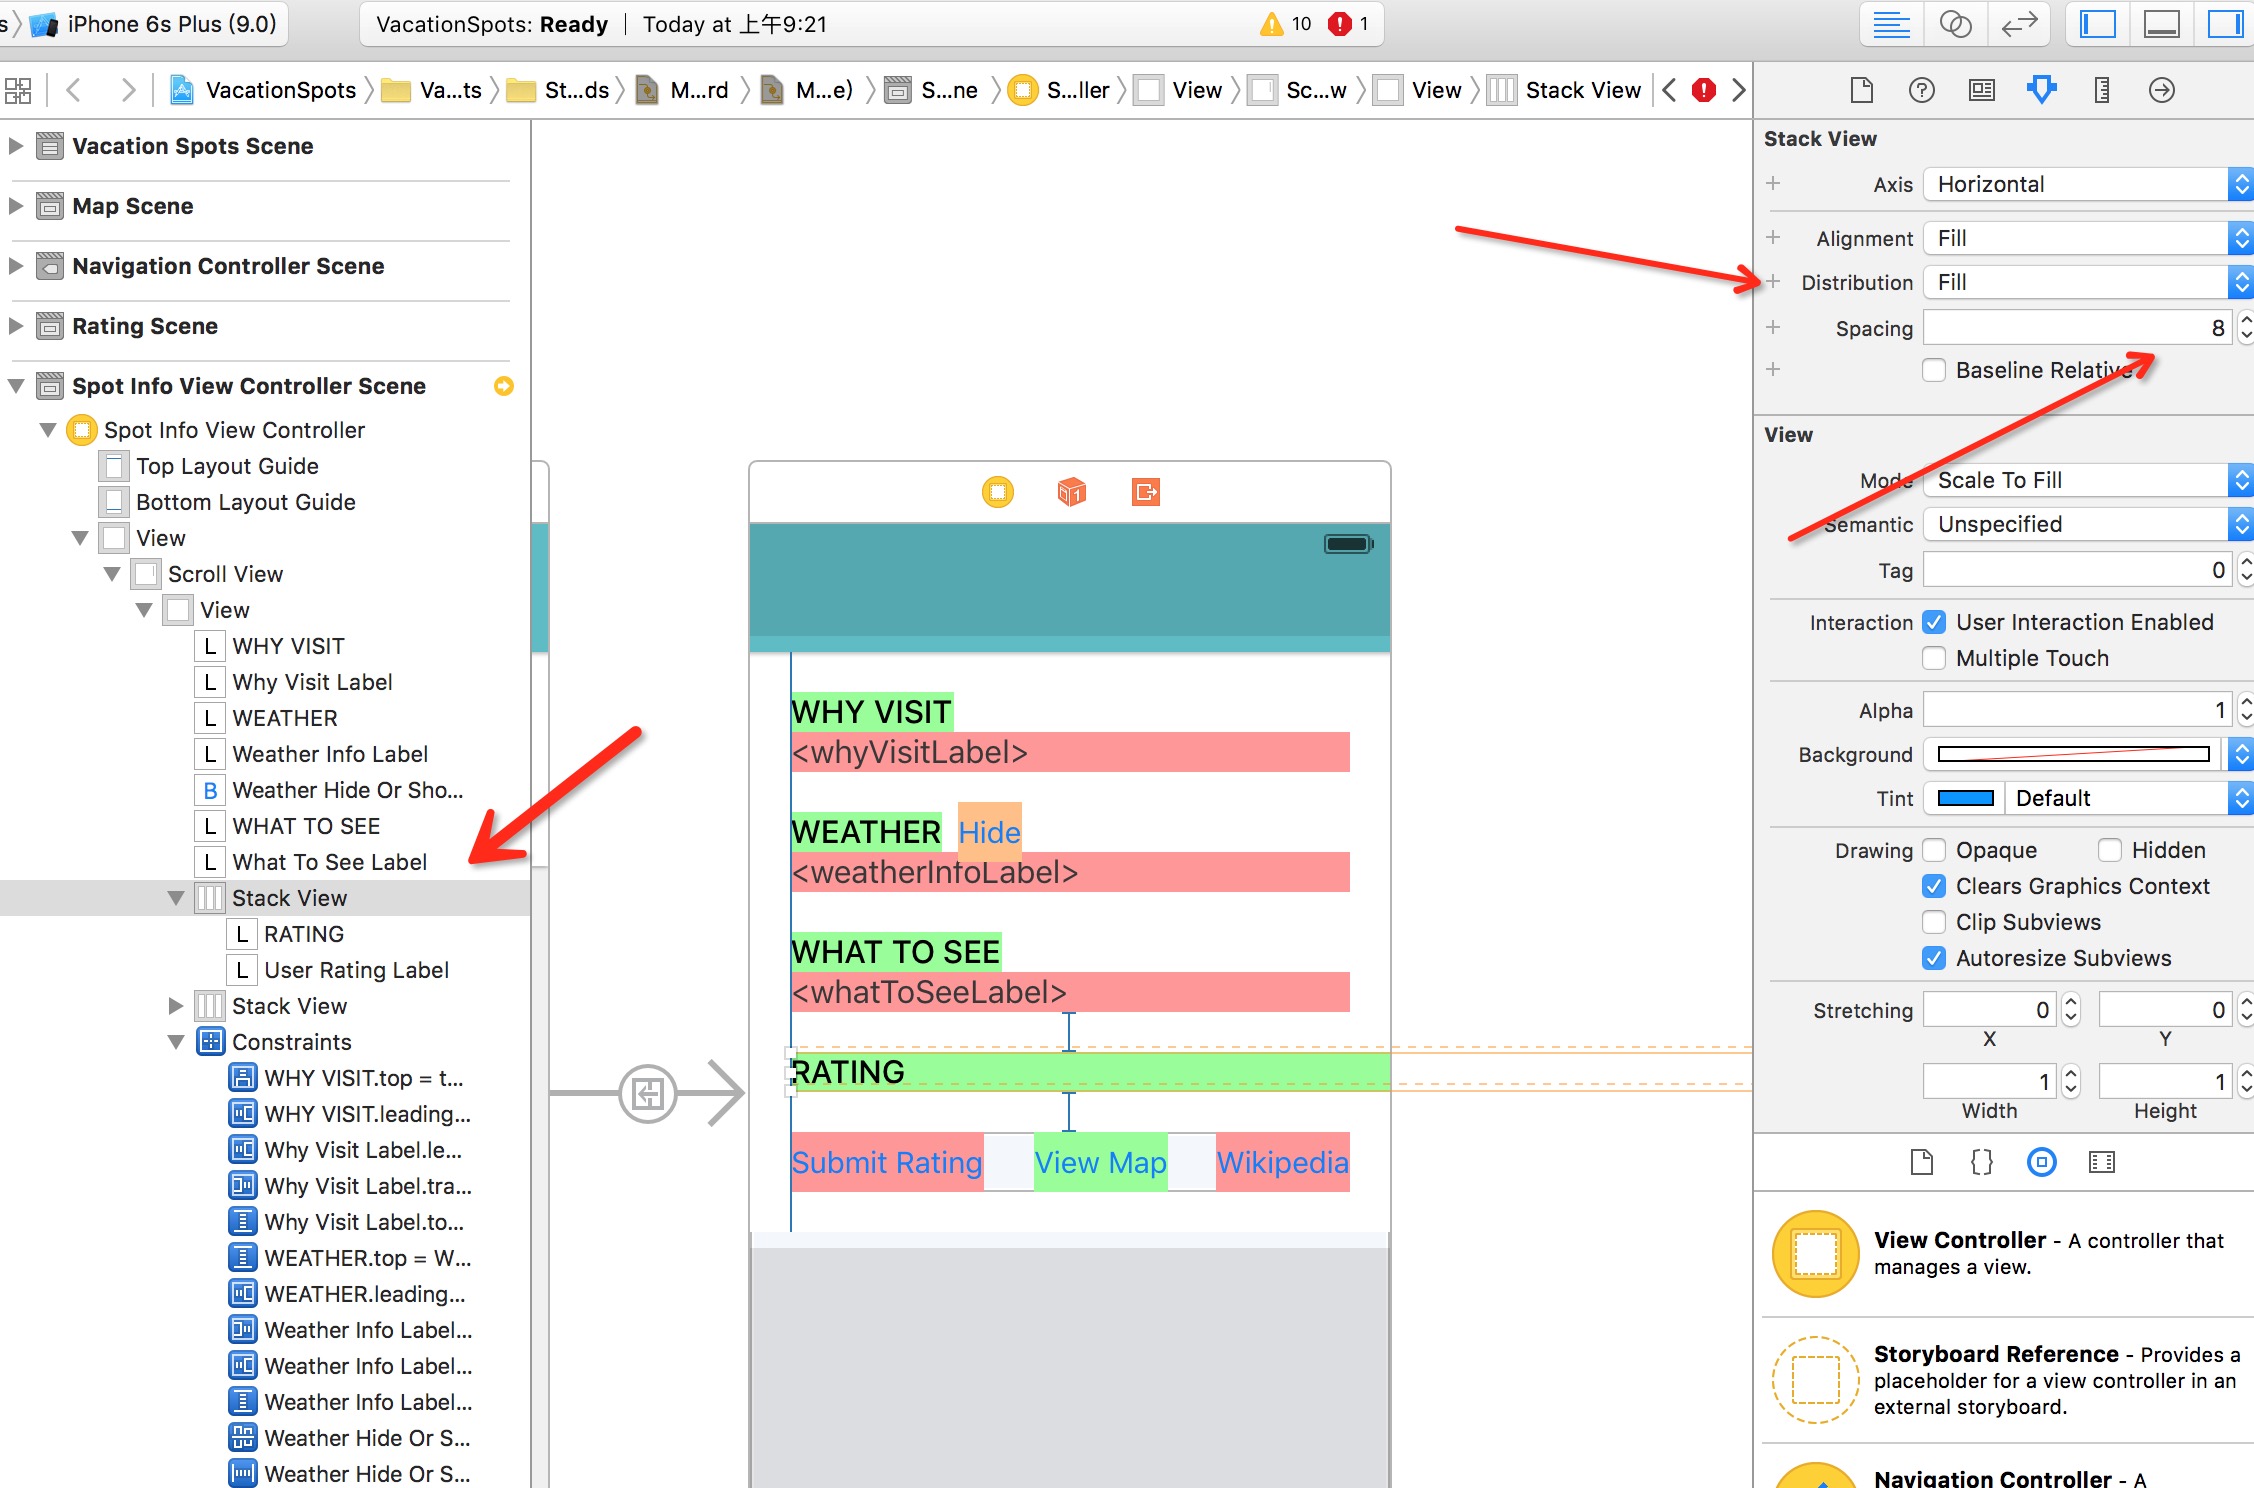 s
iPhone 6s Plus (9.0)
VacationSpots: Ready
Today at 上午9:21
10
1
VacationSpots
Va...ts
St...ds
M...rd
M...e)
S...ne
S...ller
View
Sc...w
View
Stack View
Vacation Spots Scene
Map Scene
Navigation Controller Scene
Rating Scene
Spot Info View Controller Scene
Spot Info View Controller
Top Layout Guide
Bottom Layout Guide
View
Scroll View
View
L WHY VISIT
L Why Visit Label
L WEATHER
L Weather Info Label
B Weather Hide Or Sho...
L WHAT TO SEE
L What To See Label
Stack View
L RATING
L User Rating Label
Stack View
Constraints
WHY VISIT.top = t...
WHY VISIT.leading...
Why Visit Label.le...
Why Visit Label.tra...
Why Visit Label.to...
WEATHER.top = W...
WEATHER.leading...
Weather Info Label...
Weather Info Label...
Weather Info Label...
Weather Hide Or S...
Weather Hide Or S...
1
WHY VISIT
<whyVisitLabel>
WEATHER Hide
<weatherInfoLabel>
WHAT TO SEE
<whatToSeeLabel>
RATING
Submit Rating View Map Wikipedia
Stack View
Axis Horizontal
Alignment Fill
Distribution Fill
Spacing 8
Baseline Relative
View
Mode Scale To Fill
Semantic Unspecified
Tag 0
Interaction User Interaction Enabled
Multiple Touch
Alpha 1
Background
Tint Default
Drawing Opaque Hidden
Clears Graphics Context
Clip Subviews
Autoresize Subviews
Stretching 0 0
X Y
1 1
Width Height
View Controller - A controller that
manages a view.
Storyboard Reference - Provides a
placeholder for a view controller in an
external storyboard.
Navigation Controller - A